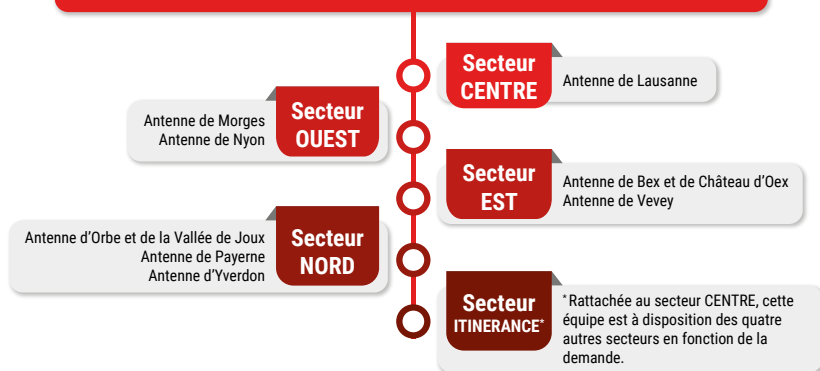 Secteur
CENTRE
Antenne de Lausanne
Secteur
OUEST
Antenne de Morges
Antenne de Nyon
Secteur
EST
Antenne de Bex et de Château d'Oex
Antenne de Vevey
Secteur
NORD
Antenne d'Orbe et de la Vallée de Joux
Antenne de Payerne
Antenne d'Yverdon
Secteur
ITINERANCE*
*Rattachée au secteur CENTRE, cette
équipe est à disposition des quatre
autres secteurs en fonction de la
demande.